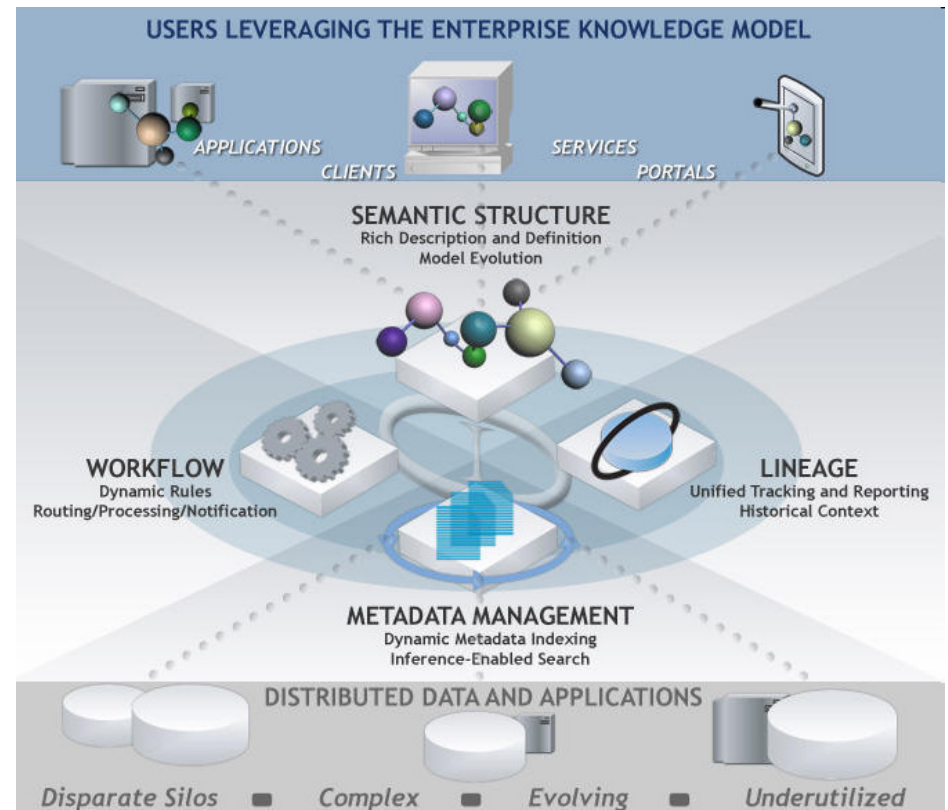 USERS LEVERAGING THE ENTERPRISE KNOWLEDGE MODEL
APPLICATIONS
SERVICES
CLIENTS
PORTALS
SEMANTIC STRUCTURE
Rich Description and Definition
Model Evolution
WORKFLOW
Dynamic Rules
Routing/Processing/Notification
LINEAGE
Unified Tracking and Reporting
Historical Context
METADATA MANAGEMENT
Dynamic Metadata Indexing
Inference-Enabled Search
DISTRIBUTED DATA AND APPLICATIONS
Disparate Silos Complex Evolving Underutilized